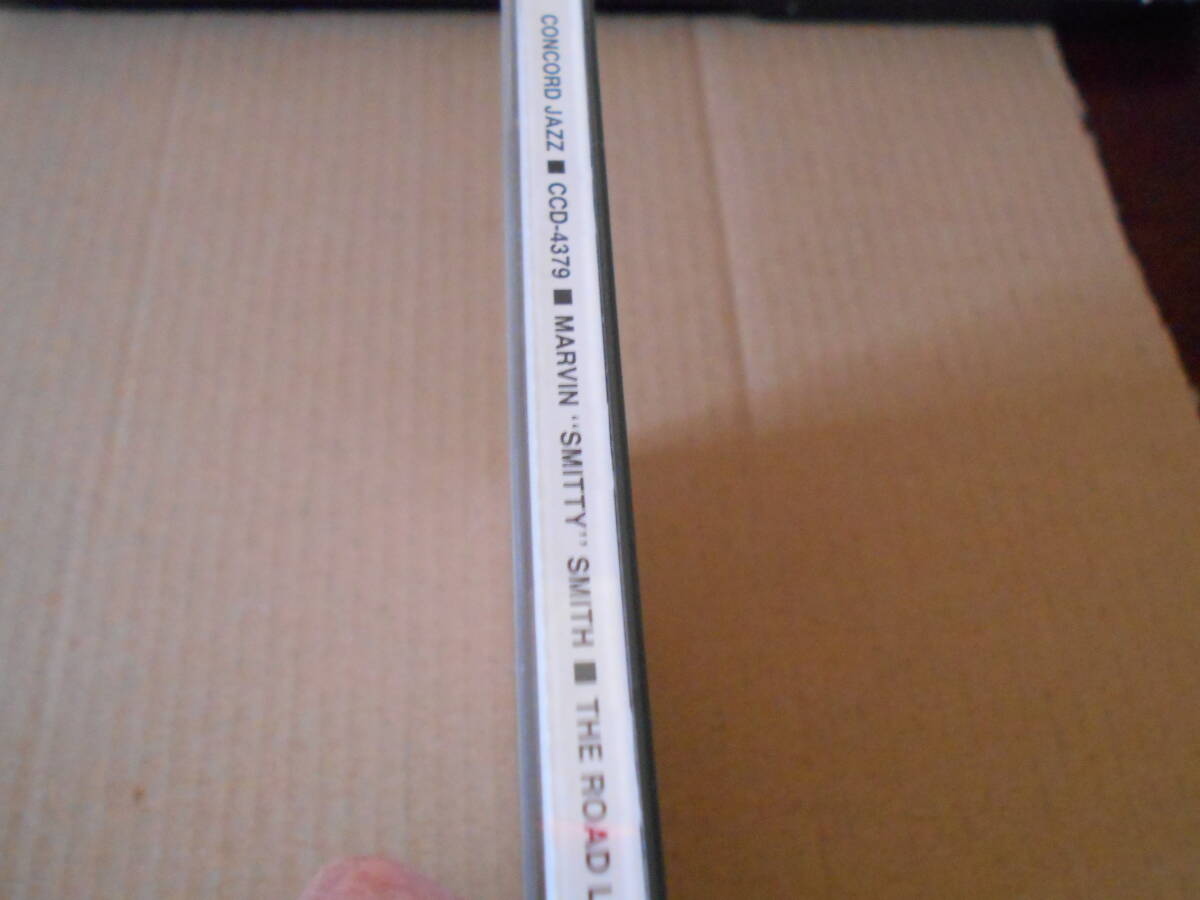 CONCORD JAZZ ■ CCD-4379 ■ MARVIN "SMITTY" SMITH ■ THE ROAD L